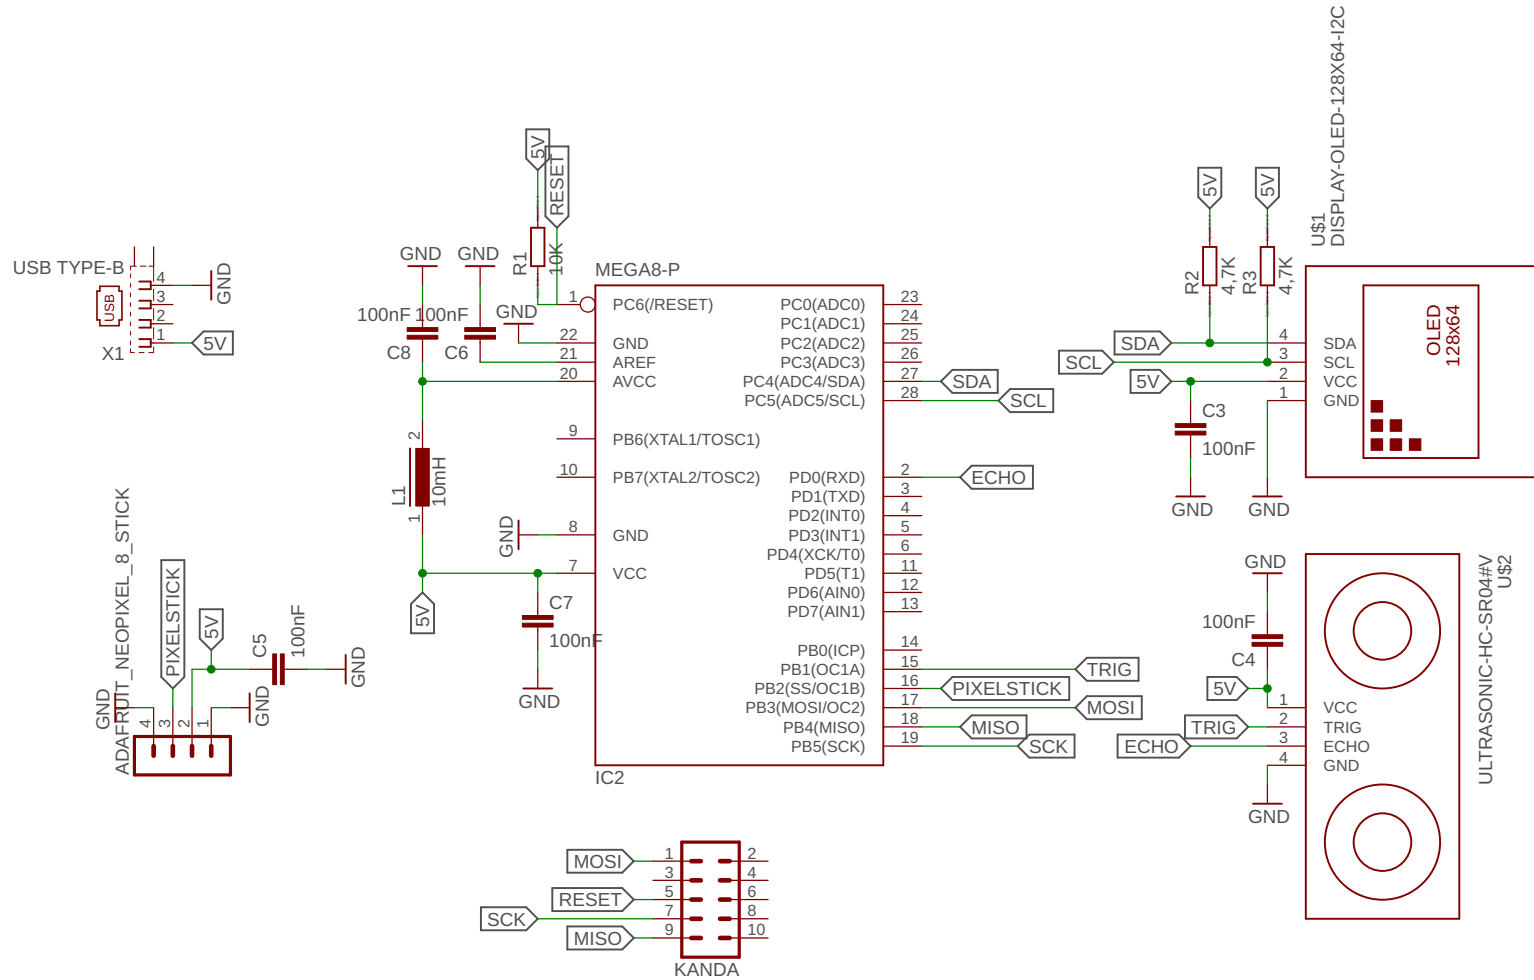 USB TYPE-B
USB
4
3
2
1
GND
5V
X1
5V
RESET
R1
10K
GND
GND
100nF
100nF
C8
C6
GND
L1
10mH
2
1
5V
GND
C7
100nF
GND
MEGA8-P
1 PC6(/RESET)
22 GND
21 AREF
20 AVCC
9 PB6(XTAL1/TOSC1)
10 PB7(XTAL2/TOSC2)
8 GND
7 VCC
PC0(ADC0) 23
PC1(ADC1) 24
PC2(ADC2) 25
PC3(ADC3) 26
PC4(ADC4/SDA) 27 SDA
PC5(ADC5/SCL) 28 SCL
PD0(RXD) 2 ECHO
PD1(TXD) 3
PD2(INT0) 4
PD3(INT1) 5
PD4(XCK/T0) 6
PD5(T1) 11
PD6(AIN0) 12
PD7(AIN1) 13
PB0(ICP) 14
PB1(OC1A) 15 TRIG
PB2(SS/OC1B) 16 PIXELSTICK
PB3(MOSI/OC2) 17 MOSI
PB4(MISO) 18 MISO
PB5(SCK) 19 SCK
IC2
ADAFRUIT_NEOPIXEL_8_STICK
PIXELSTICK
5V
C5
100nF
GND
GND
GND
4
3
2
1
MOSI 1 2
3 4
RESET 5 6
SCK 7 8
MISO 9 10
KANDA
U$1
DISPLAY-OLED-128X64-I2C
5V
5V
R2
4,7K
R3
4,7K
SDA 4 SDA
SCL 3 SCL
5V 2 VCC
1 GND
OLED
128x64
C3
100nF
GND
GND
GND
100nF
C4
5V 1 VCC
TRIG 2 TRIG
ECHO 3 ECHO
4 GND
GND
ULTRASONIC-HC-SR04#V
U$2